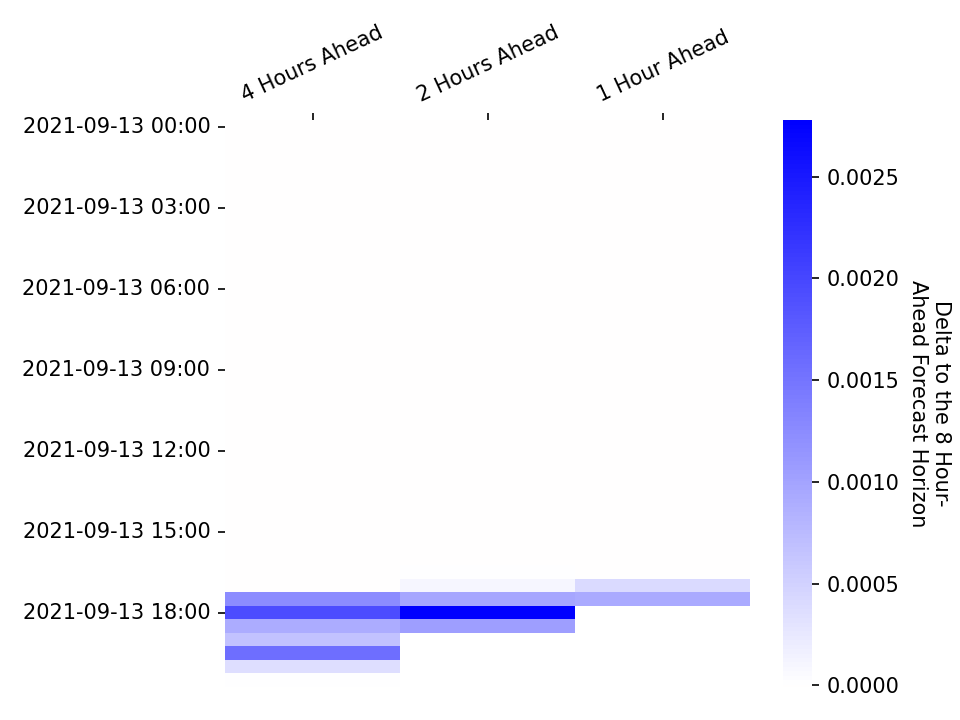 4 Hours Ahead
2 Hours Ahead
1 Hour Ahead
2021-09-13 00:00
2021-09-13 03:00
2021-09-13 06:00
2021-09-13 09:00
2021-09-13 12:00
2021-09-13 15:00
2021-09-13 18:00
0.0025
0.0020
0.0015
0.0010
0.0005
0.0000
Delta to the 8 Hour-
Ahead Forecast Horizon